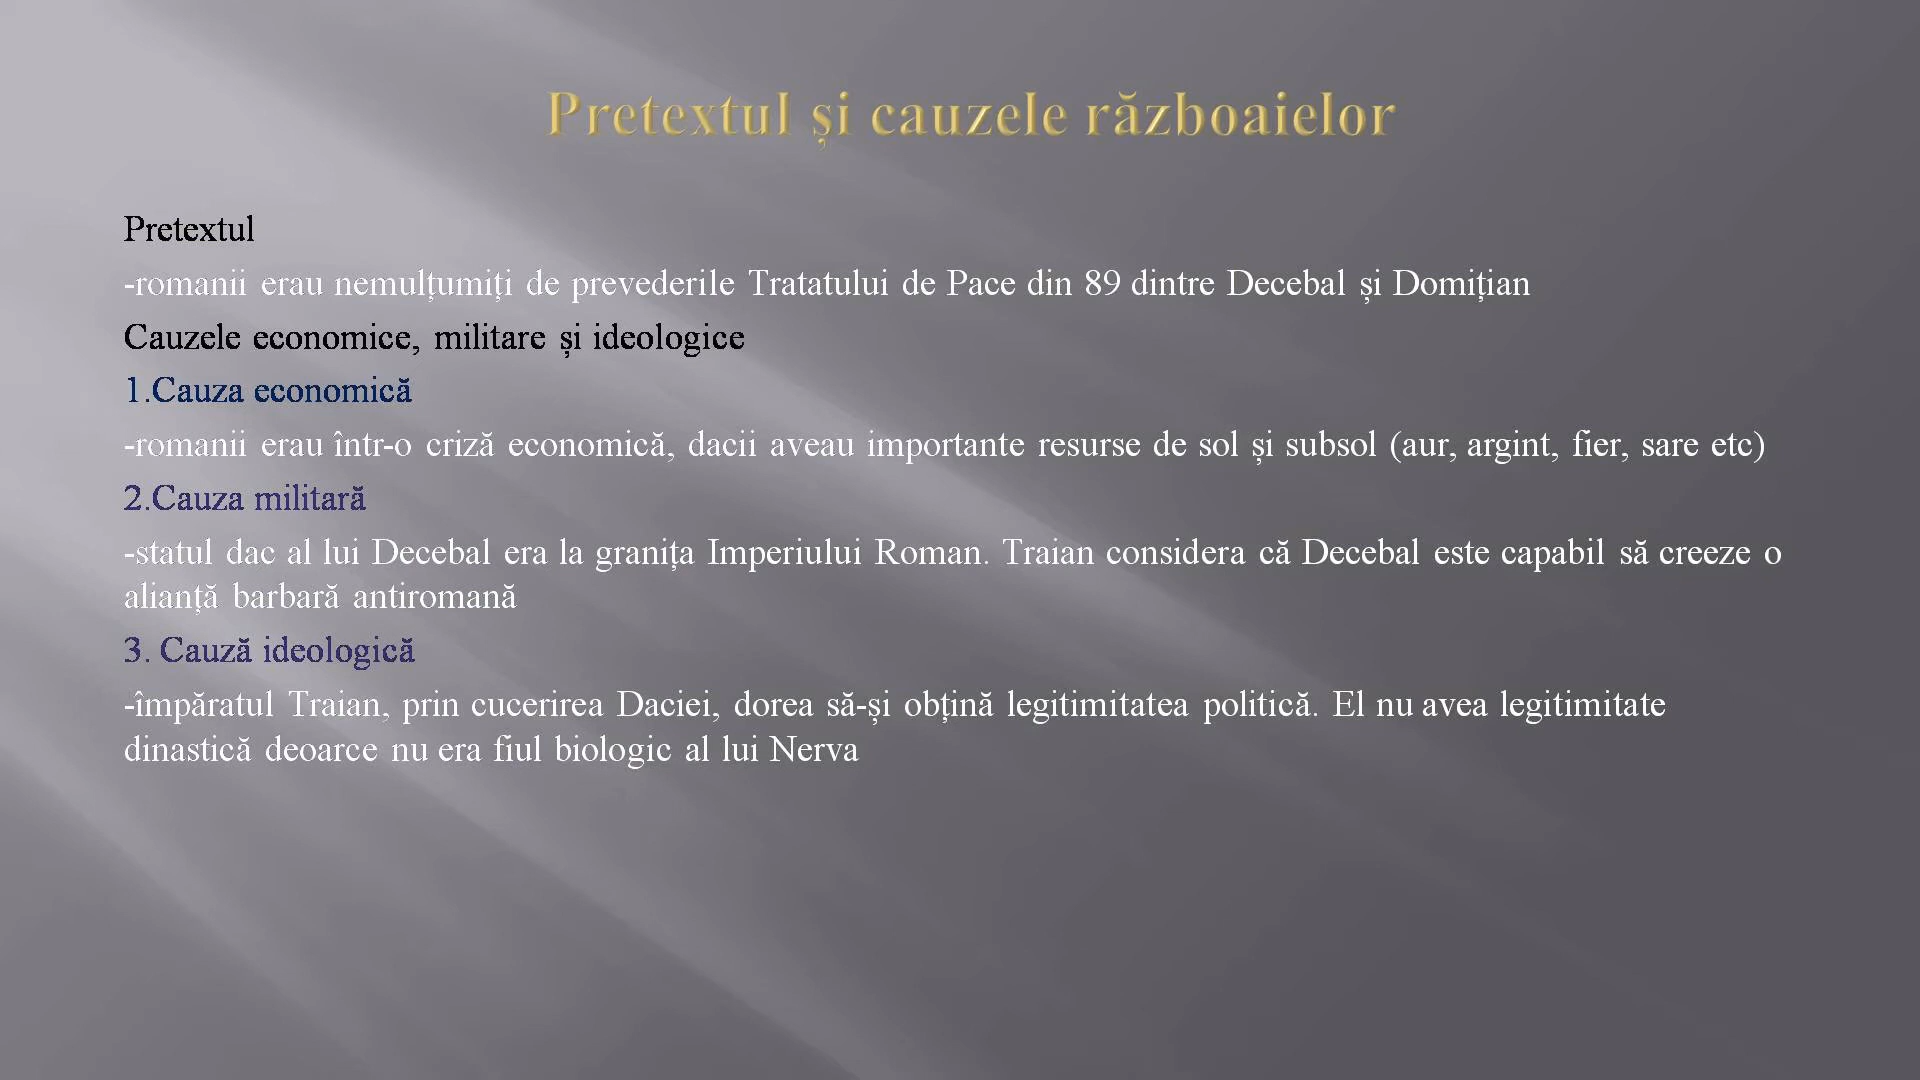 Pretextul și cauzele războaielor
Pretextul
-romanii erau nemulțumiți de prevederile Tratatului de Pace din 89 dintre Decebal și Domițian
Cauzele economice, militare și ideologice
1.Cauza economică
-romanii erau într-o criză economică, dacii aveau importante resurse de sol și subsol (aur, argint, fier, sare etc)
2.Cauza militară
-statul dac al lui Decebal era la granița Imperiului Roman. Traian considera că Decebal este capabil să creeze o
alianță barbară antiromană
3. Cauză ideologică
-împăratul Traian, prin cucerirea Daciei, dorea să-și obțină legitimitatea politică. El nu avea legitimitate
dinastică deoarce nu era fiul biologic al lui Nerva